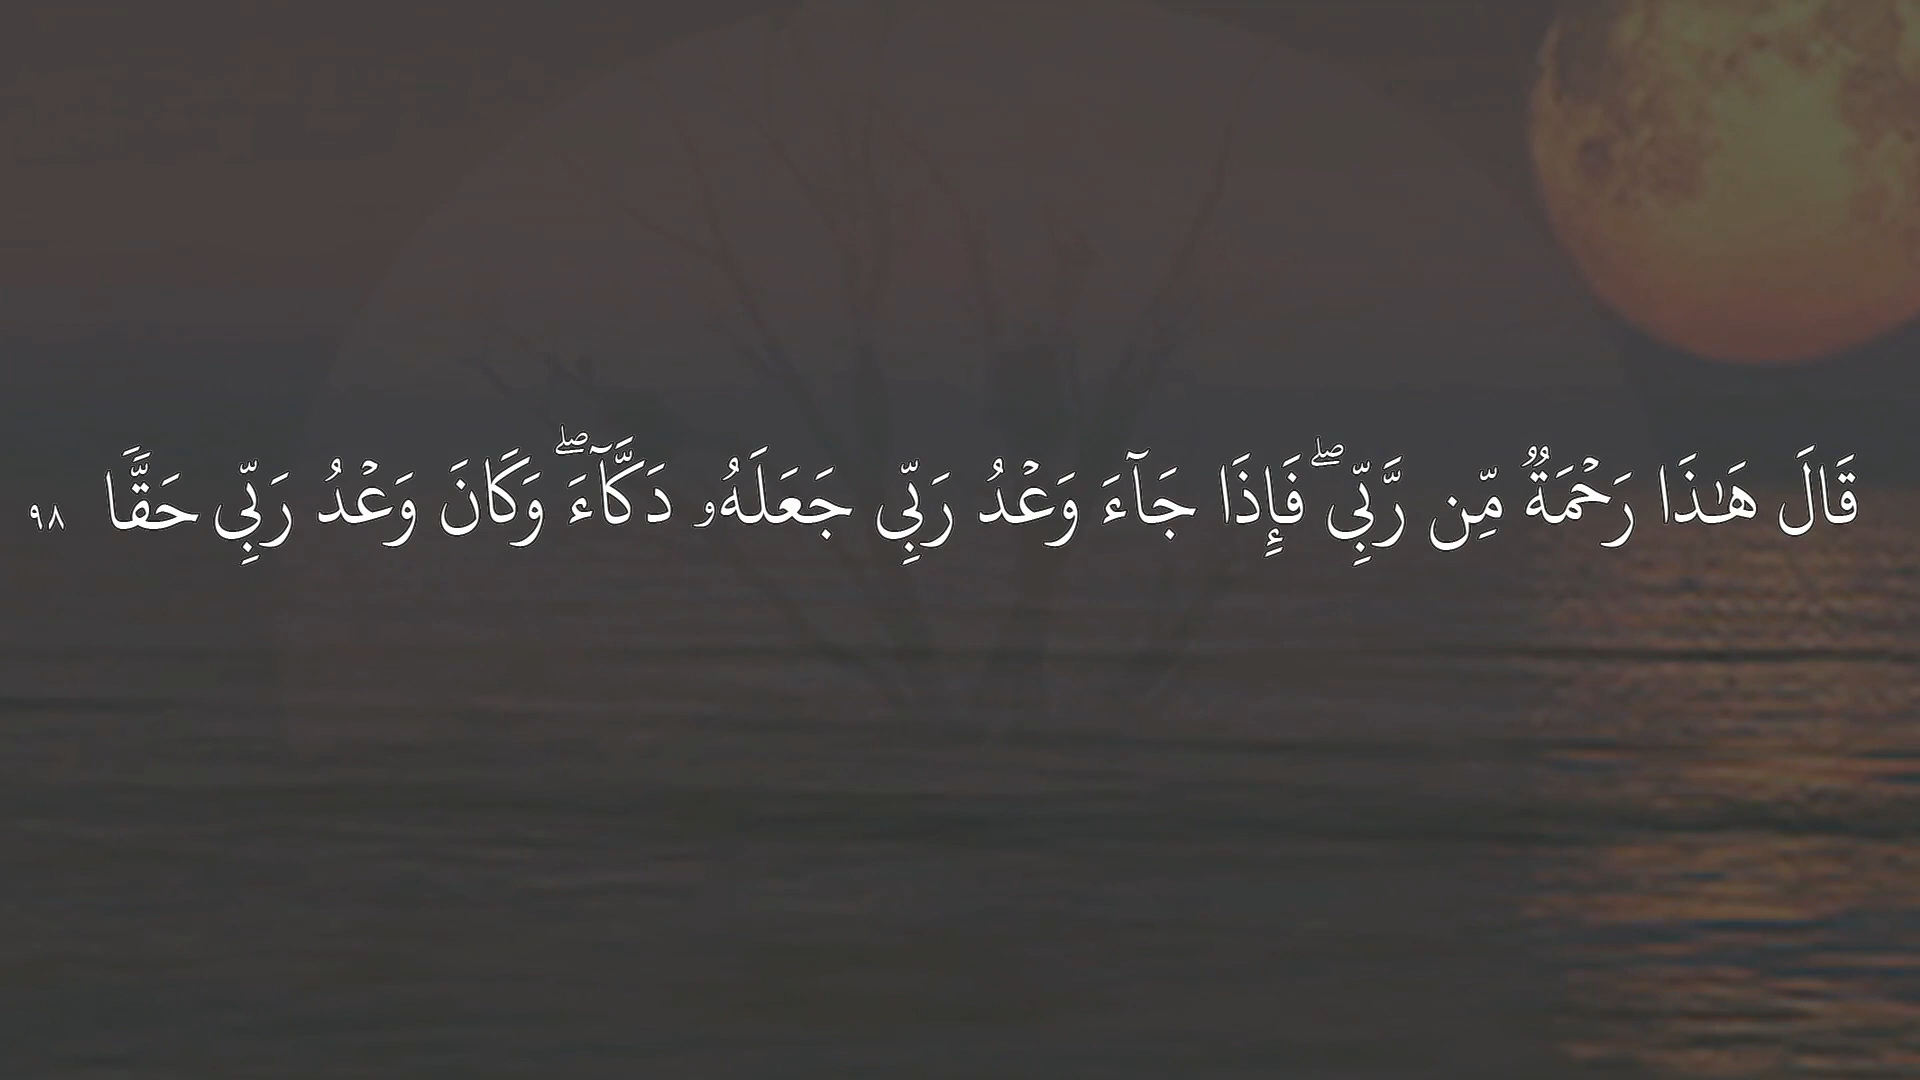 قَالَ هَـٰذَا رَحْمَةٌ مِّن رَّبِّي ۖ فَإِذَا جَآءَ وَعْدُ رَبِّي جَعَلَهُۥ دَكَّآءَ ۖ وَكَانَ وَعْدُ رَبِّي حَقًّا ٩٨